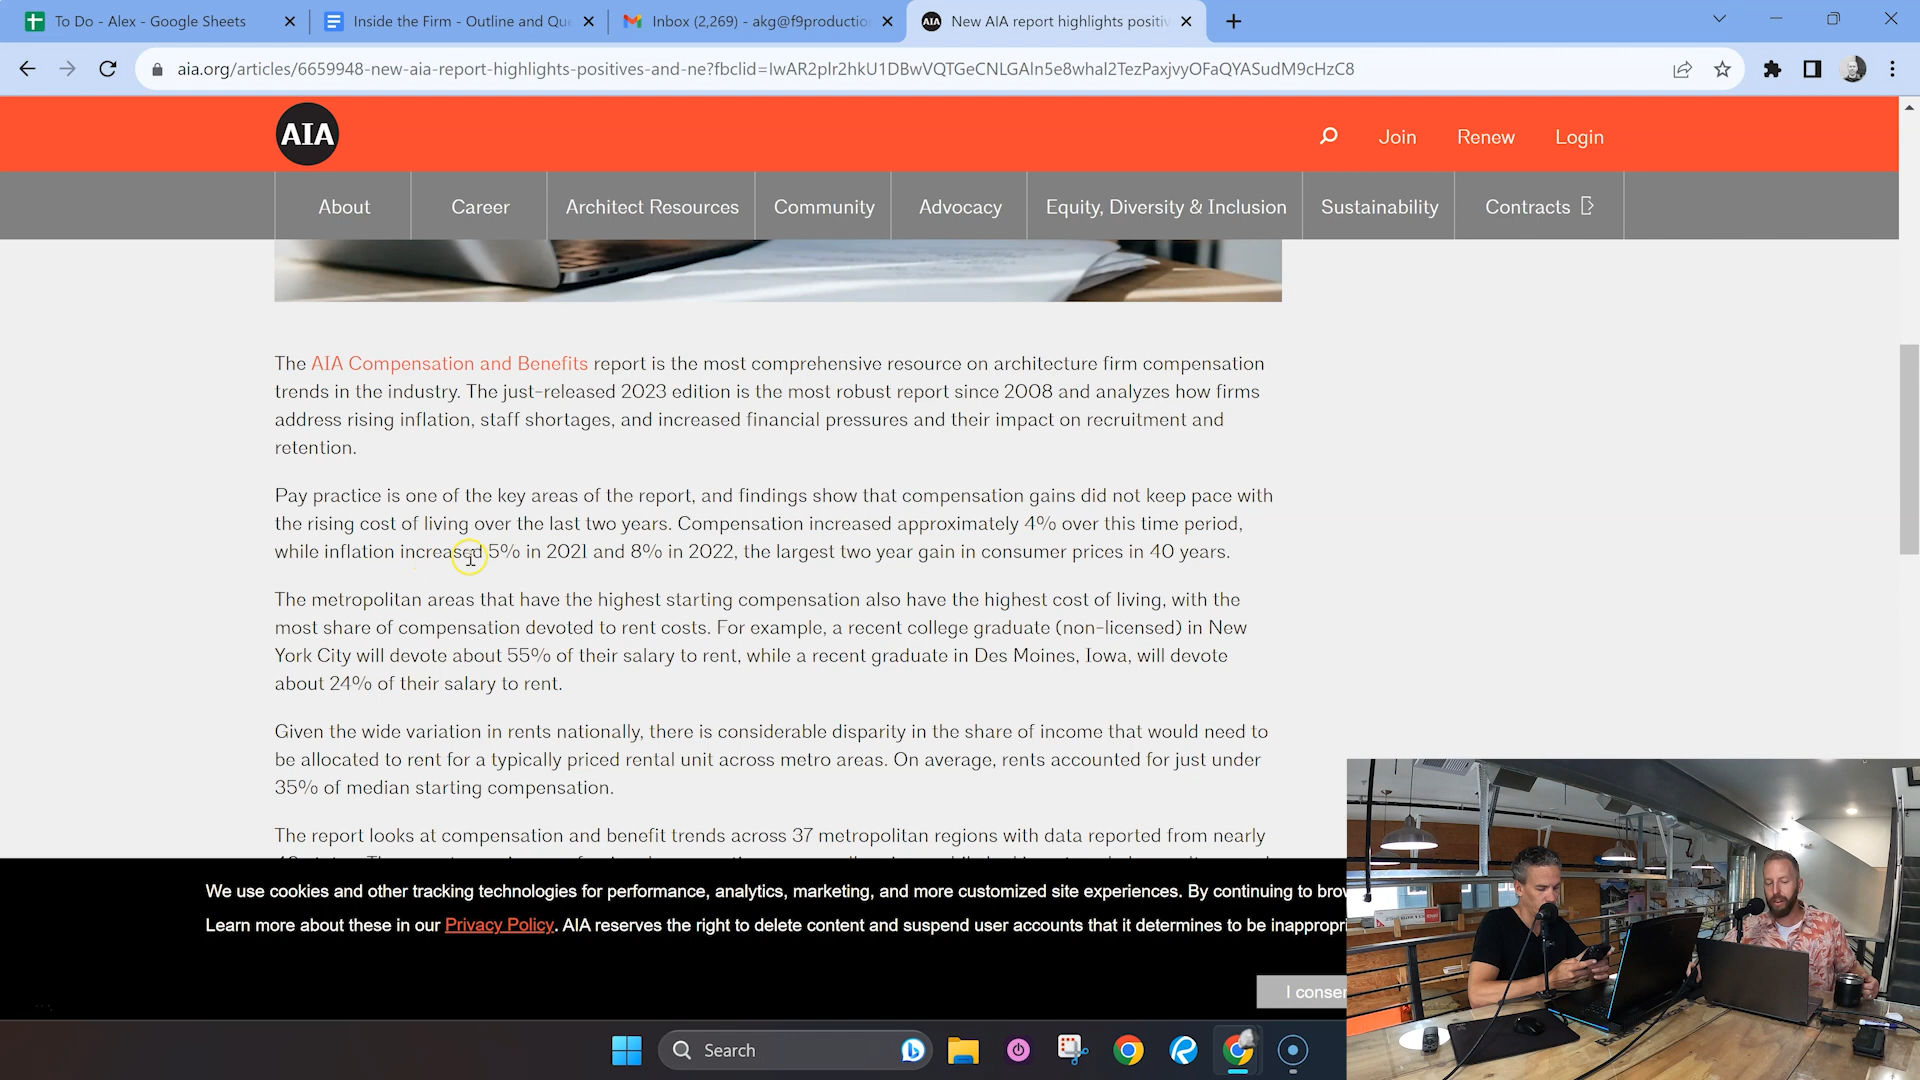 To Do - Alex - Google Sheets
Inside the Firm - Outline and Qu
Inbox (2,269) - akg@f9productio
AIA
New AIA report highlights positiv
aia.org/articles/6659948-new-aia-report-highlights-positives-and-ne?fbclid=IwAR2pIr2hkU1DBwVQTGeCNLGAln5e8whal2TezPaxjvyOFaQYASudM9cHzC8
AIA
Join
Renew
Login
About
Career
Architect Resources
Community
Advocacy
Equity, Diversity & Inclusion
Sustainability
Contracts
The AIA Compensation and Benefits report is the most comprehensive resource on architecture firm compensation
trends in the industry. The just-released 2023 edition is the most robust report since 2008 and analyzes how firms
address rising inflation, staff shortages, and increased financial pressures and their impact on recruitment and
retention.
Pay practice is one of the key areas of the report, and findings show that compensation gains did not keep pace with
the rising cost of living over the last two years. Compensation increased approximately 4% over this time period,
while inflation increased 5% in 2021 and 8% in 2022, the largest two year gain in consumer prices in 40 years.
The metropolitan areas that have the highest starting compensation also have the highest cost of living, with the
most share of compensation devoted to rent costs. For example, a recent college graduate (non-licensed) in New
York City will devote about 55% of their salary to rent, while a recent graduate in Des Moines, Iowa, will devote
about 24% of their salary to rent.
Given the wide variation in rents nationally, there is considerable disparity in the share of income that would need to
be allocated to rent for a typically priced rental unit across metro areas. On average, rents accounted for just under
35% of median starting compensation.
The report looks at compensation and benefit trends across 37 metropolitan regions with data reported from nearly
We use cookies and other tracking technologies for performance, analytics, marketing, and more customized site experiences. By continuing to brow
Learn more about these in our Privacy Policy. AIA reserves the right to delete content and suspend user accounts that it determines to be inappropri
I consen
Search